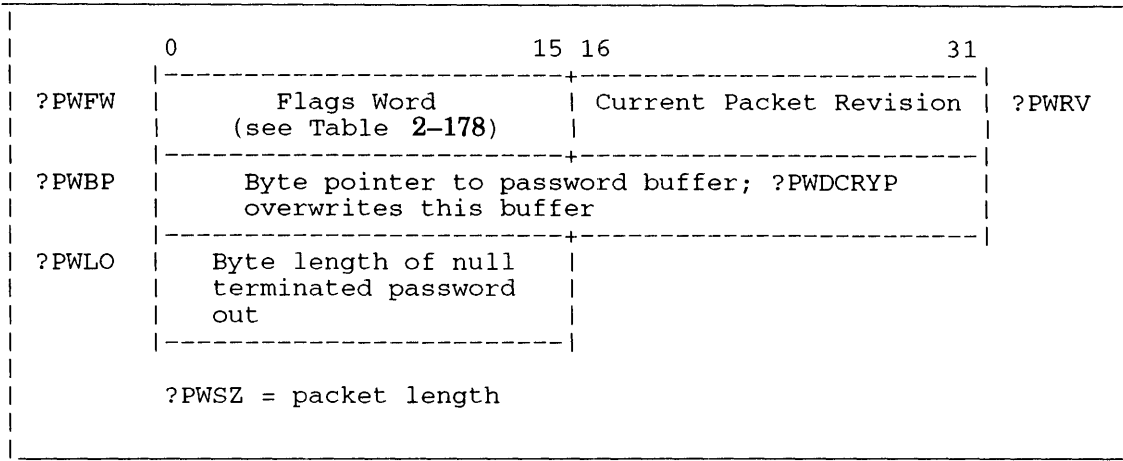 0 15 16 31
?PWFW Flags Word Current Packet Revision ?PWRV
(see Table 2–178)
?PWBP Byte pointer to password buffer; ?PWDCRYP
overwrites this buffer
?PWLO Byte length of null
terminated password
out
?PWSZ = packet length